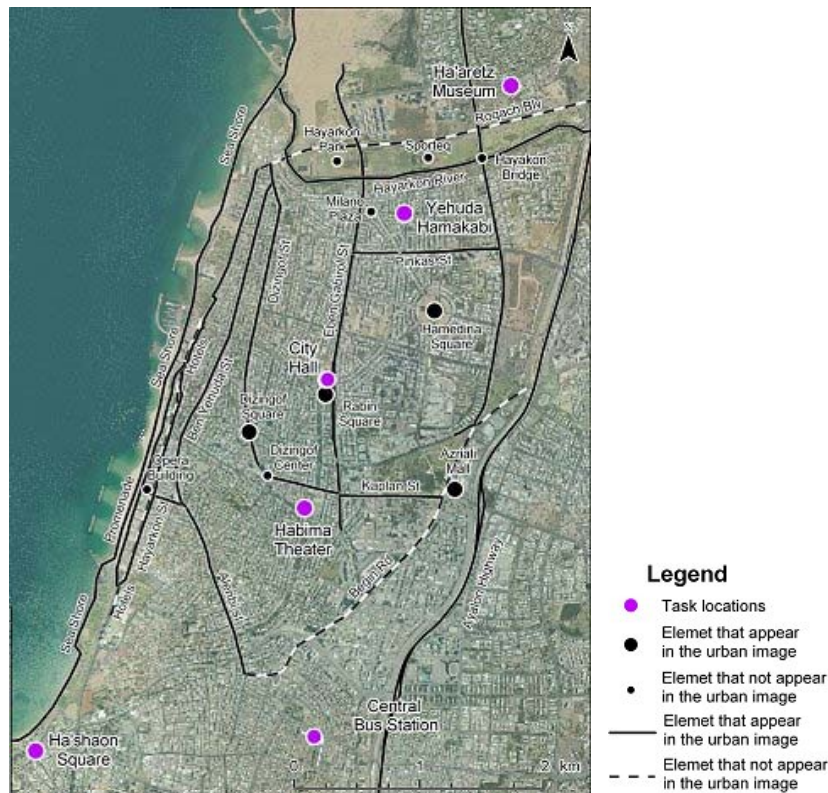 N
Ha'aretz
Museum
Roqach Blv
Sea Shore
Hayarkon
Park
Sporteq
Hayakon
Bridge
Hayarkon River
Milano
Plaza
Yehuda
Hamakabi
Dizingof St
Eben Gabirol St
Pinkas St
Hamedina
Square
City
Hall
Sea Shore
Hotels
Ben Yehuda St
Rabin
Square
Dizingof
Square
Dizingof
Center
Azriali
Mall
Opera
Building
Kaplan St
Promenade
Hayarkon St
Habima
Theater
Hotels
Alenbi St
Begin Rd
Ayalon Highway
Sea Shore
Central
Bus Station
Ha'shaon
Square
0 1 2 km
Legend
Task locations
Elemet that appear
in the urban image
Elemet that not appear
in the urban image
Elemet that appear
in the urban image
Elemet that not appear
in the urban image